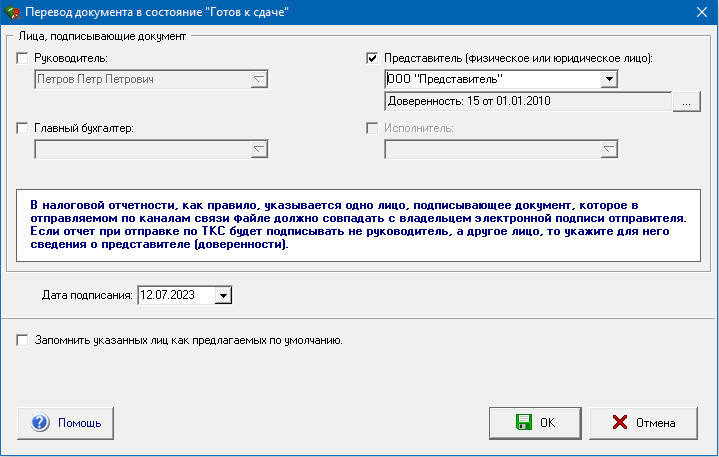 Перевод документа в состояние "Готов к сдаче"
Лица, подписывающие документ
Руководитель:
Петров Петр Петрович
Представитель (физическое или юридическое лицо):
ООО "Представитель"
Доверенность: 15 от 01.01.2010
...
Главный бухгалтер:
Исполнитель:
В налоговой отчетности, как правило, указывается одно лицо, подписывающее документ, которое в
отправляемом по каналам связи файле должно совпадать с владельцем электронной подписи отправителя.
Если отчет при отправке по ТКС будет подписывать не руководитель, а другое лицо, то укажите для него
сведения о представителе (доверенности).
Дата подписания: 12.07.2023
Запомнить указанных лиц как предлагаемых по умолчанию.
Помощь
OK
Отмена